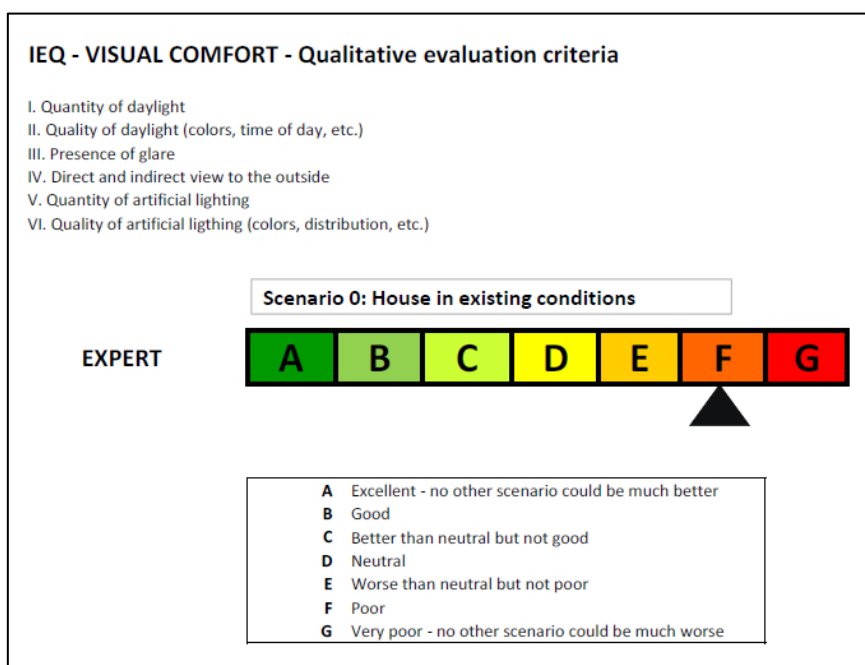 IEQ - VISUAL COMFORT - Qualitative evaluation criteria
I. Quantity of daylight
II. Quality of daylight (colors, time of day, etc.)
III. Presence of glare
IV. Direct and indirect view to the outside
V. Quantity of artificial lighting
VI. Quality of artificial ligthing (colors, distribution, etc.)
Scenario 0: House in existing conditions
EXPERT A B C D E F G
A Excellent - no other scenario could be much better
B Good
C Better than neutral but not good
D Neutral
E Worse than neutral but not poor
F Poor
G Very poor - no other scenario could be much worse